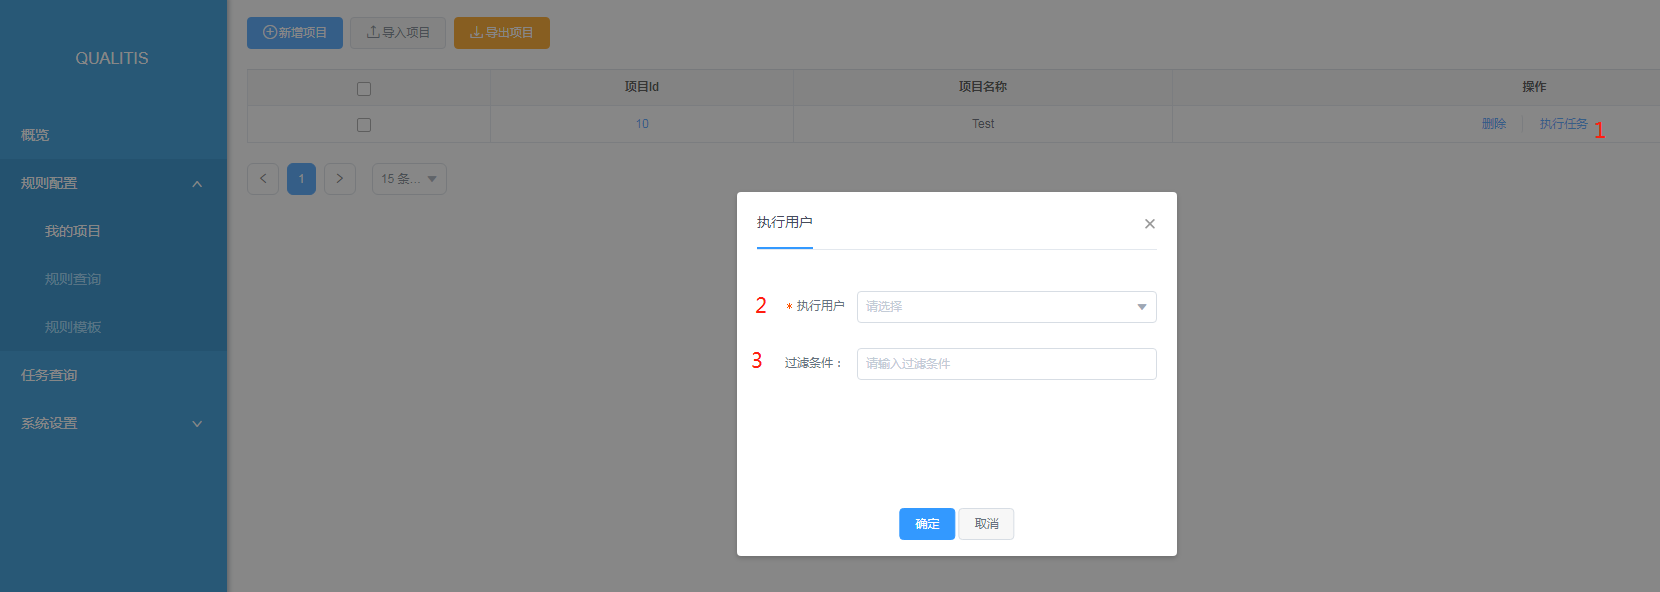 QUALITIS
概览
规则配置
我的项目
规则查询
规则模板
任务查询
系统设置
新增项目 导入项目 导出项目
项目Id 项目名称 操作
10 Test 删除 执行任务 1
1 15 条...
执行用户
2 * 执行用户 请选择
3 过滤条件： 请输入过滤条件
确定 取消